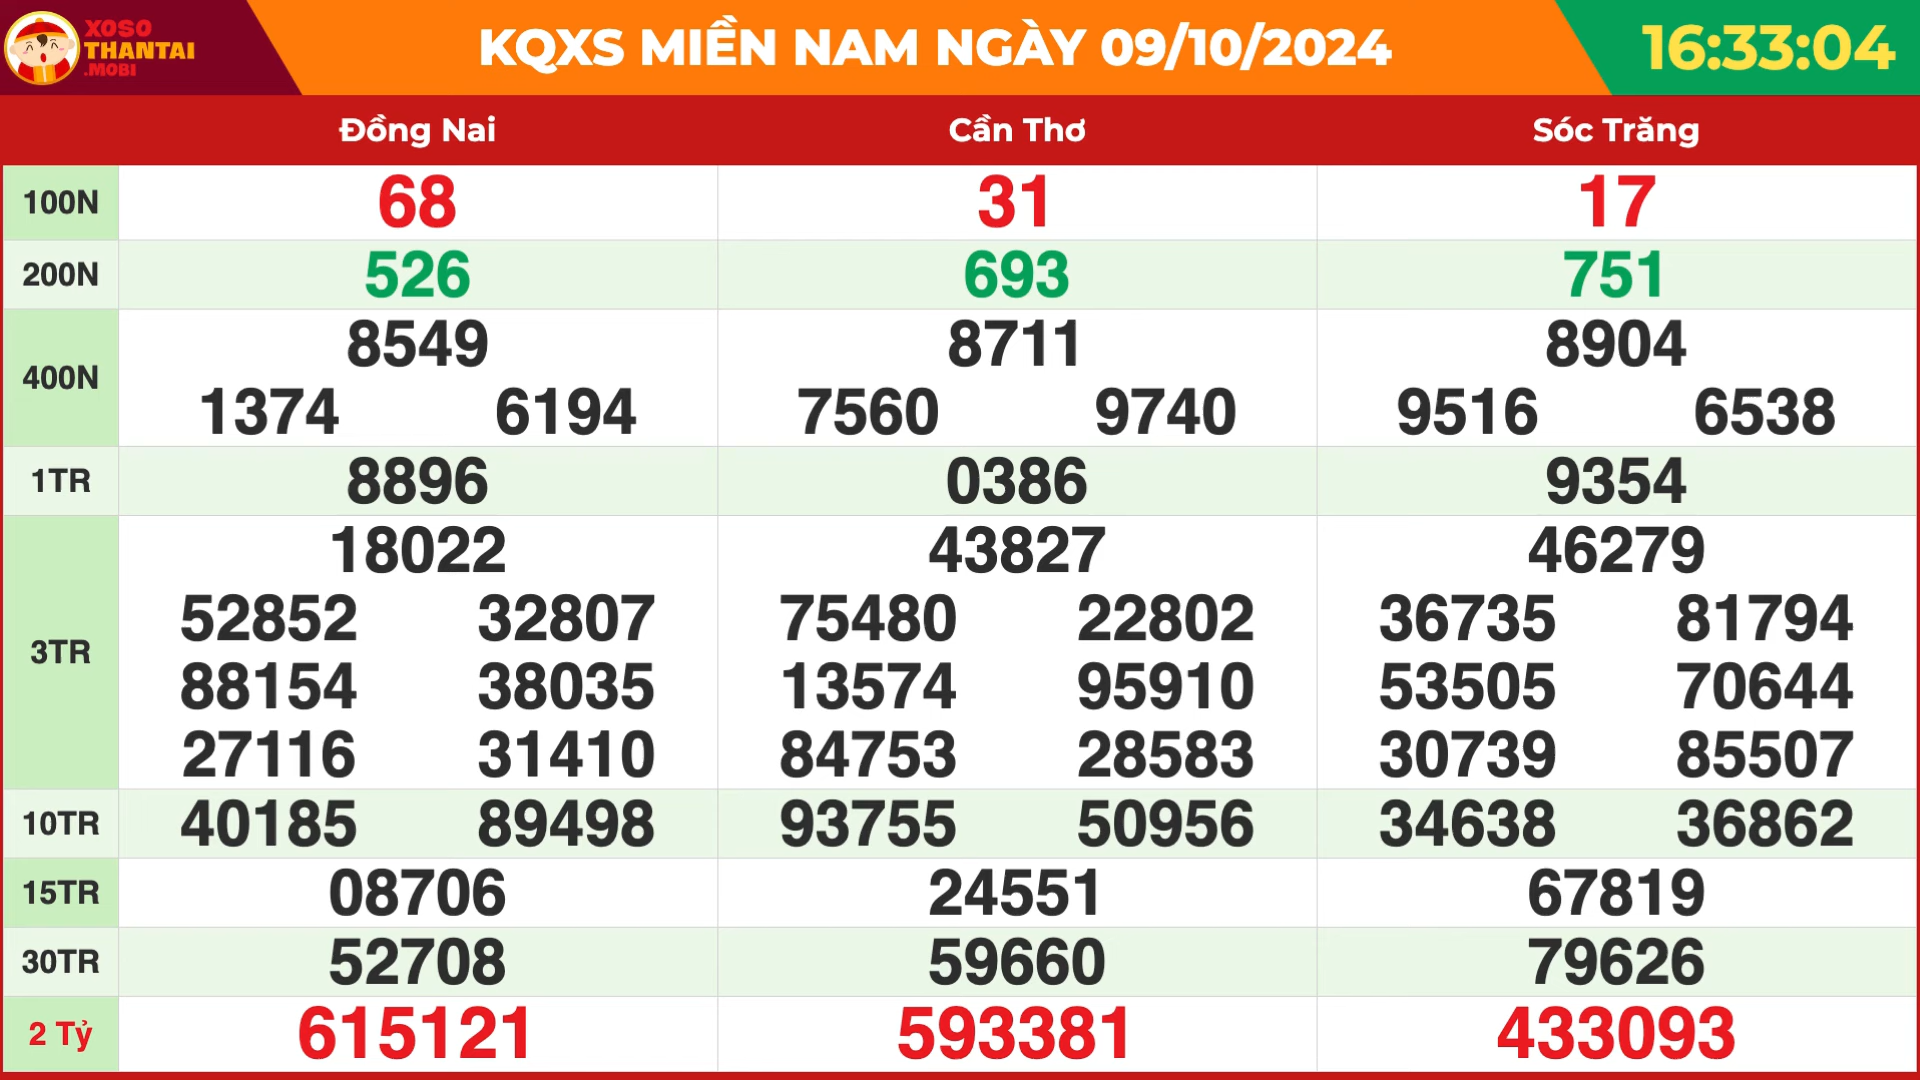 XOSO
THANTAI
.MOBI
KQXS MIỀN NAM NGÀY 09/10/2024
16:33:04
Đồng Nai Cần Thơ Sóc Trăng
100N 68 31 17
200N 526 693 751
400N
8549 8711 8904
1374 6194 7560 9740 9516 6538
1TR 8896 0386 9354
3TR
18022 43827 46279
52852 32807 75480 22802 36735 81794
88154 38035 13574 95910 53505 70644
27116 31410 84753 28583 30739 85507
10TR 40185 89498 93755 50956 34638 36862
15TR 08706 24551 67819
30TR 52708 59660 79626
2 Tỷ 615121 593381 433093